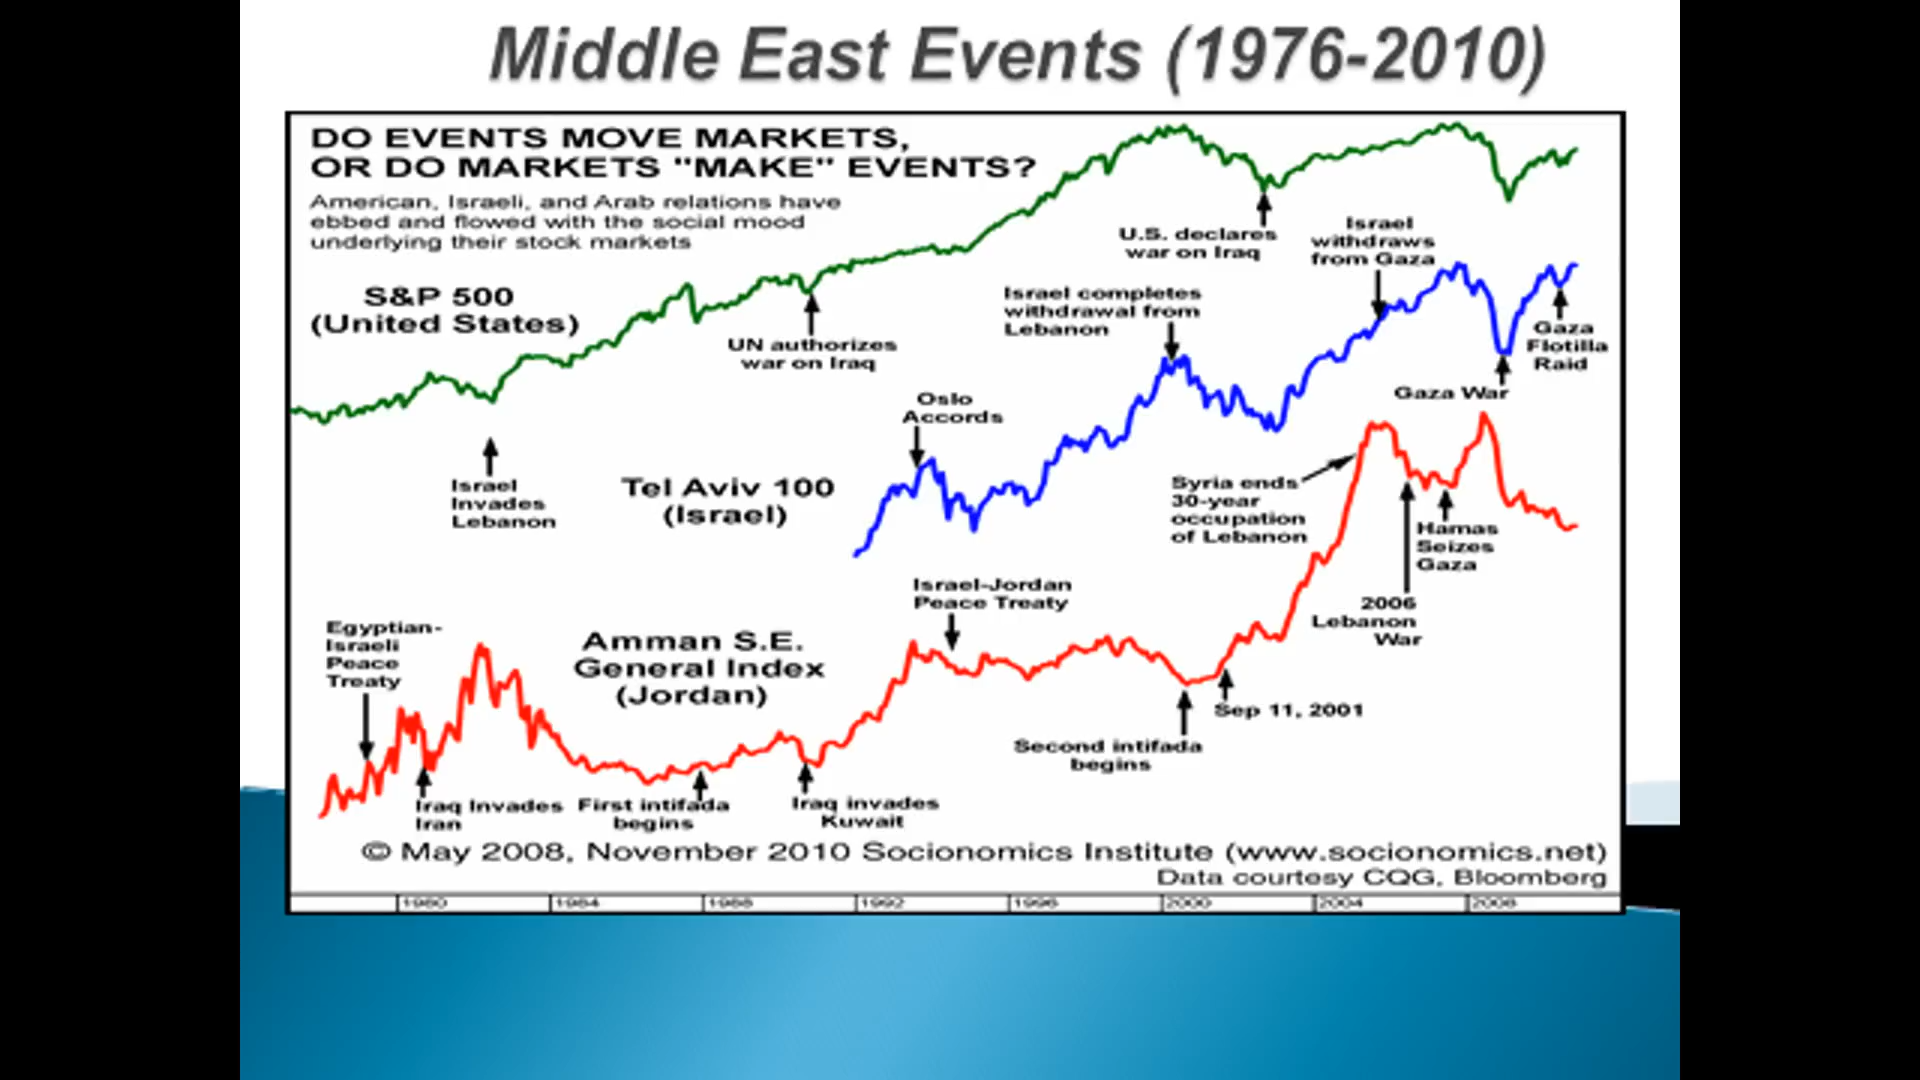 Middle East Events (1976-2010)
DO EVENTS MOVE MARKETS,
OR DO MARKETS "MAKE" EVENTS?
American, Israeli, and Arab relations have
ebbed and flowed with the social mood
underlying their stock markets
S&P 500
(United States)
UN authorizes
war on Iraq
U.S. declares
war on Iraq
Israel
withdraws
from Gaza
Israel completes
withdrawal from
Lebanon
Gaza
Flotilla
Raid
Gaza War
Oslo
Accords
Israel
Invades
Lebanon
Tel Aviv 100
(Israel)
Syria ends
30-year
occupation
of Lebanon
Hamas
Seizes
Gaza
2006
Lebanon
War
Israel-Jordan
Peace Treaty
Egyptian-
Israeli
Peace
Treaty
Amman S.E.
General Index
(Jordan)
Sep 11, 2001
Second intifada
begins
Iraq Invades
Iran
First intifada
begins
Iraq invades
Kuwait
© May 2008, November 2010 Socionomics Institute (www.socionomics.net)
Data courtesy CQG, Bloomberg
1980 1984 1988 1992 1996 2000 2004 2008